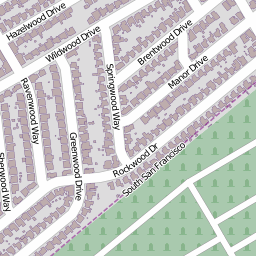 Hazelwood Drive
Wildwood Drive
Brentwood Drive
Manor Drive
Springwood Way
Ravenwood Way
Greenwood Drive
Sherwood Way
Rockwood Dr
South San Francisco